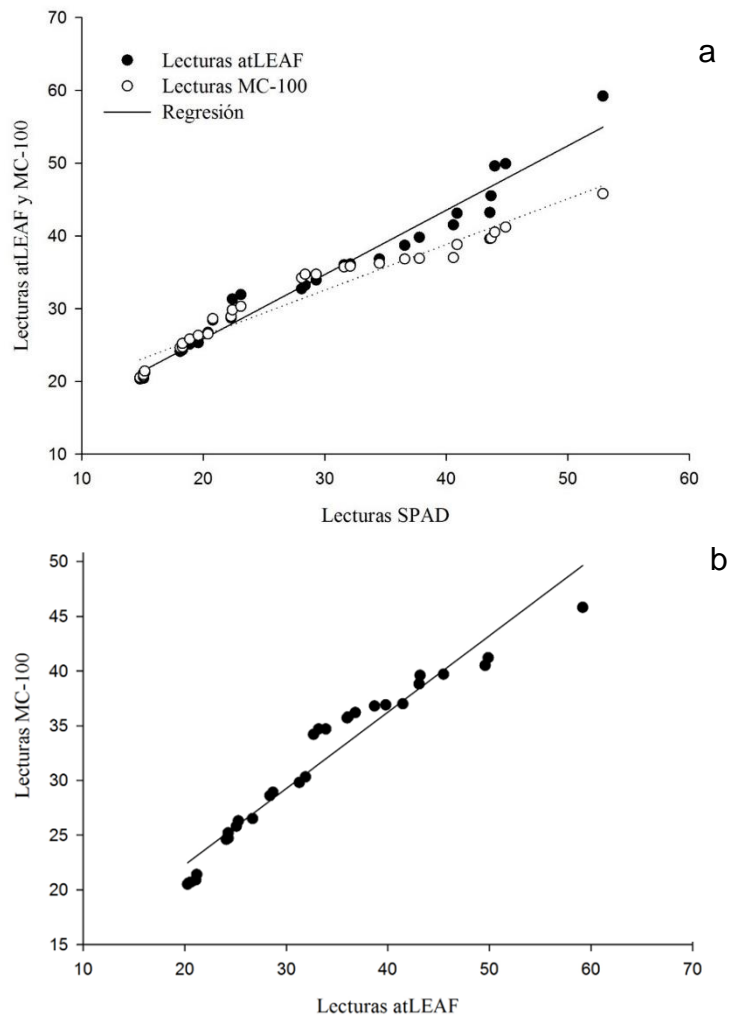 a
70
60
50
40
30
20
10
Lecturas atLEAF y MC-100
Lecturas atLEAF
Lecturas MC-100
Regresión
10 20 30 40 50 60
Lecturas SPAD
b
50
45
40
35
30
25
20
15
Lecturas MC-100
10 20 30 40 50 60 70
Lecturas atLEAF